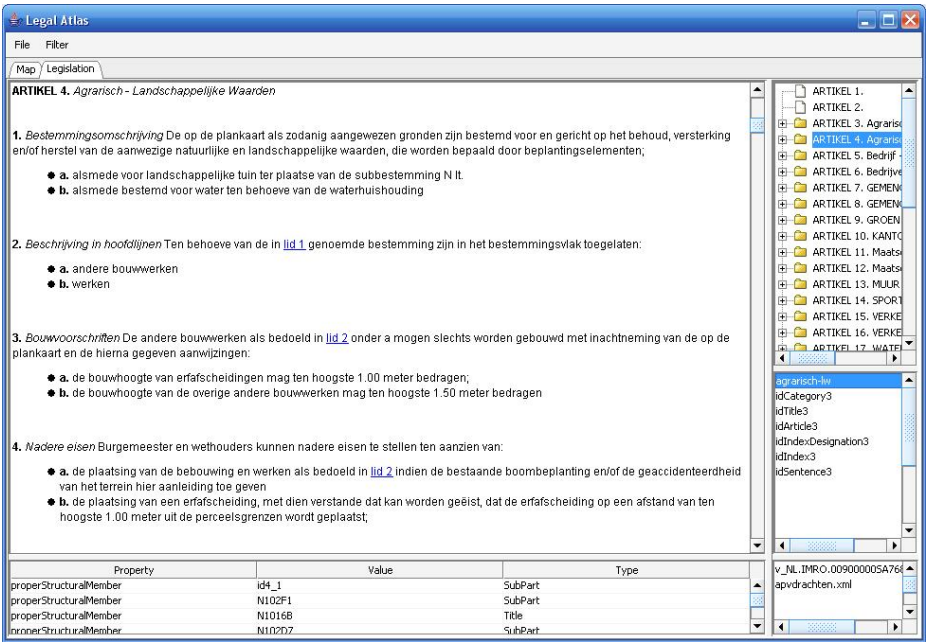 Legal Atlas
File Filter
Map Legislation
ARTIKEL 4. Agrarisch - Landschappelijke Waarden
1. Bestemmingsomschrijving De op de plankaart als zodanig aangewezen gronden zijn bestemd voor en gericht op het behoud, versterking
en/of herstel van de aanwezige natuurlijke en landschappelijke waarden, die worden bepaald door beplantingselementen;
a. alsmede voor landschappelijke tuin ter plaatse van de subbestemming N lt.
b. alsmede bestemd voor water ten behoeve van de waterhuishouding
2. Beschrijving in hoofdlijnen Ten behoeve van de in lid 1 genoemde bestemming zijn in het bestemmingsvlak toegelaten:
a. andere bouwwerken
b. werken
3. Bouwvoorschriften De andere bouwwerken als bedoeld in lid 2 onder a mogen slechts worden gebouwd met inachtneming van de op de
plankaart en de hierna gegeven aanwijzingen:
a. de bouwhoogte van erfafscheidingen mag ten hoogste 1.00 meter bedragen;
b. de bouwhoogte van de overige andere bouwwerken mag ten hoogste 1.50 meter bedragen
4. Nadere eisen Burgemeester en wethouders kunnen nadere eisen te stellen ten aanzien van:
a. de plaatsing van de bebouwing en werken als bedoeld in lid 2 indien de bestaande boombeplanting en/of de geaccidenteerdheid
van het terrein hier aanleiding toe geven
b. de plaatsing van een erfafscheiding, met dien verstande dat kan worden geëist, dat de erfafscheiding op een afstand van ten
hoogste 1.00 meter uit de perceelsgrenzen wordt geplaatst;
ARTIKEL 1.
ARTIKEL 2.
ARTIKEL 3. Agrarisc
ARTIKEL 4. Agrarisc
ARTIKEL 5. Bedrijf -
ARTIKEL 6. Bedrijve
ARTIKEL 7. GEMENG
ARTIKEL 8. GEMENG
ARTIKEL 9. GROEN
ARTIKEL 10. KANTO
ARTIKEL 11. Maats
ARTIKEL 12. Maats
ARTIKEL 13. MUUR
ARTIKEL 14. SPORT
ARTIKEL 15. VERKE
ARTIKEL 16. VERKE
ARTIKEL 17. WATE
agrarisch-lw
idCategory3
idTitle3
idArticle3
idIndexDesignation3
idIndex3
idSentence3
Property Value Type
properStructuralMember id4_1 SubPart
properStructuralMember N102F1 SubPart
properStructuralMember N1016B Title
properStructuralMember N102D7 SubPart
v_NL.IMRO.00900000SA768
apvdrachten.xml